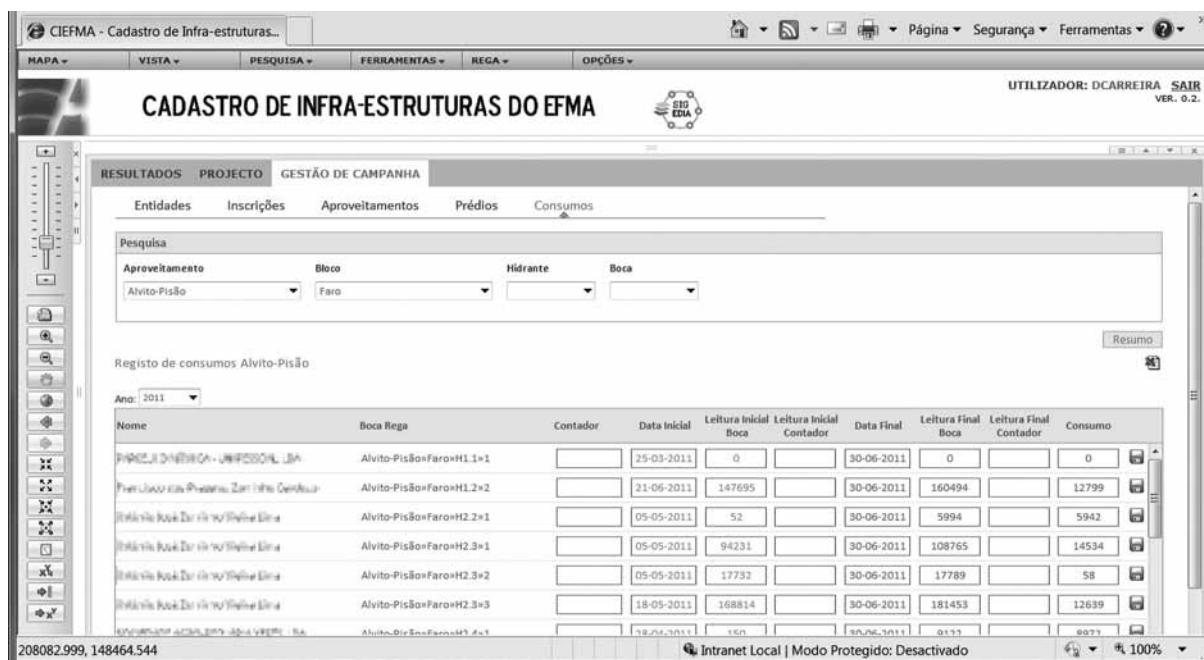 CIEFMA - Cadastro de Infra-estruturas...
Página Segurança Ferramentas
MAPA VISTA PESQUISA FERRAMENTAS REGA OPÇÕES
CADASTRO DE INFRA-ESTRUTURAS DO EFMA
SIG EDIA
UTILIZADOR: DCARREIRA SAIR
VER. 0.2.
RESULTADOS PROJECTO GESTÃO DE CAMPANHA
Entidades Inscrições Aproveitamentos Prédios Consumos
Pesquisa
Aproveitamento Bloco Hidrante Boca
Alvito-Pisão Faro
Resumo
Registo de consumos Alvito-Pisão
Ano: 2011
Nome Boca Rega Contador Data Inicial Leitura Inicial Boca Leitura Inicial Contador Data Final Leitura Final Boca Leitura Final Contador Consumo
Alvito-Pisão»Faro»H1.1»1 25-03-2011 0 30-06-2011 0 0
Alvito-Pisão»Faro»H1.2»2 21-06-2011 147695 30-06-2011 160494 12799
Alvito-Pisão»Faro»H2.2»1 05-05-2011 52 30-06-2011 5994 5942
Alvito-Pisão»Faro»H2.3»1 05-05-2011 94231 30-06-2011 108765 14534
Alvito-Pisão»Faro»H2.3»2 05-05-2011 17732 30-06-2011 17789 58
Alvito-Pisão»Faro»H2.3»3 18-05-2011 168814 30-06-2011 181453 12639
150 30-06-2011 9122 8972
208082.999, 148464.544
Intranet Local | Modo Protegido: Desactivado
100%